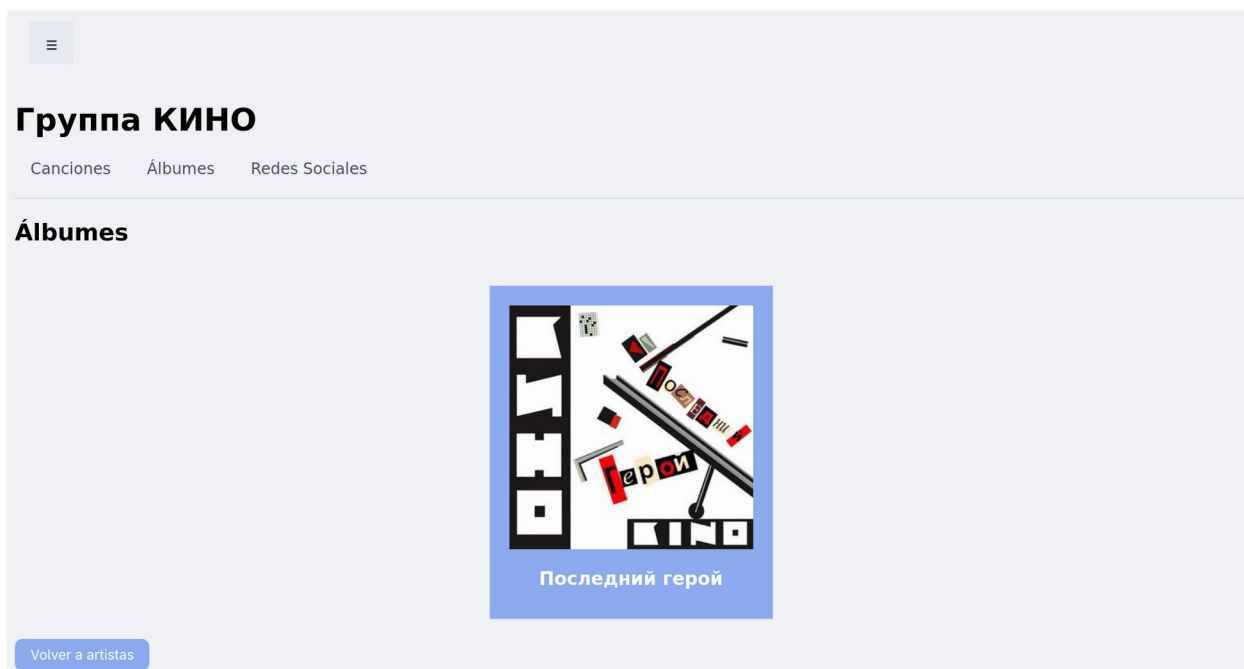 ≡
Группа КИНО
Canciones Álbumes Redes Sociales
Álbumes
КИНО
Последний
Герой
KINO
Последний герой
Volver a artistas